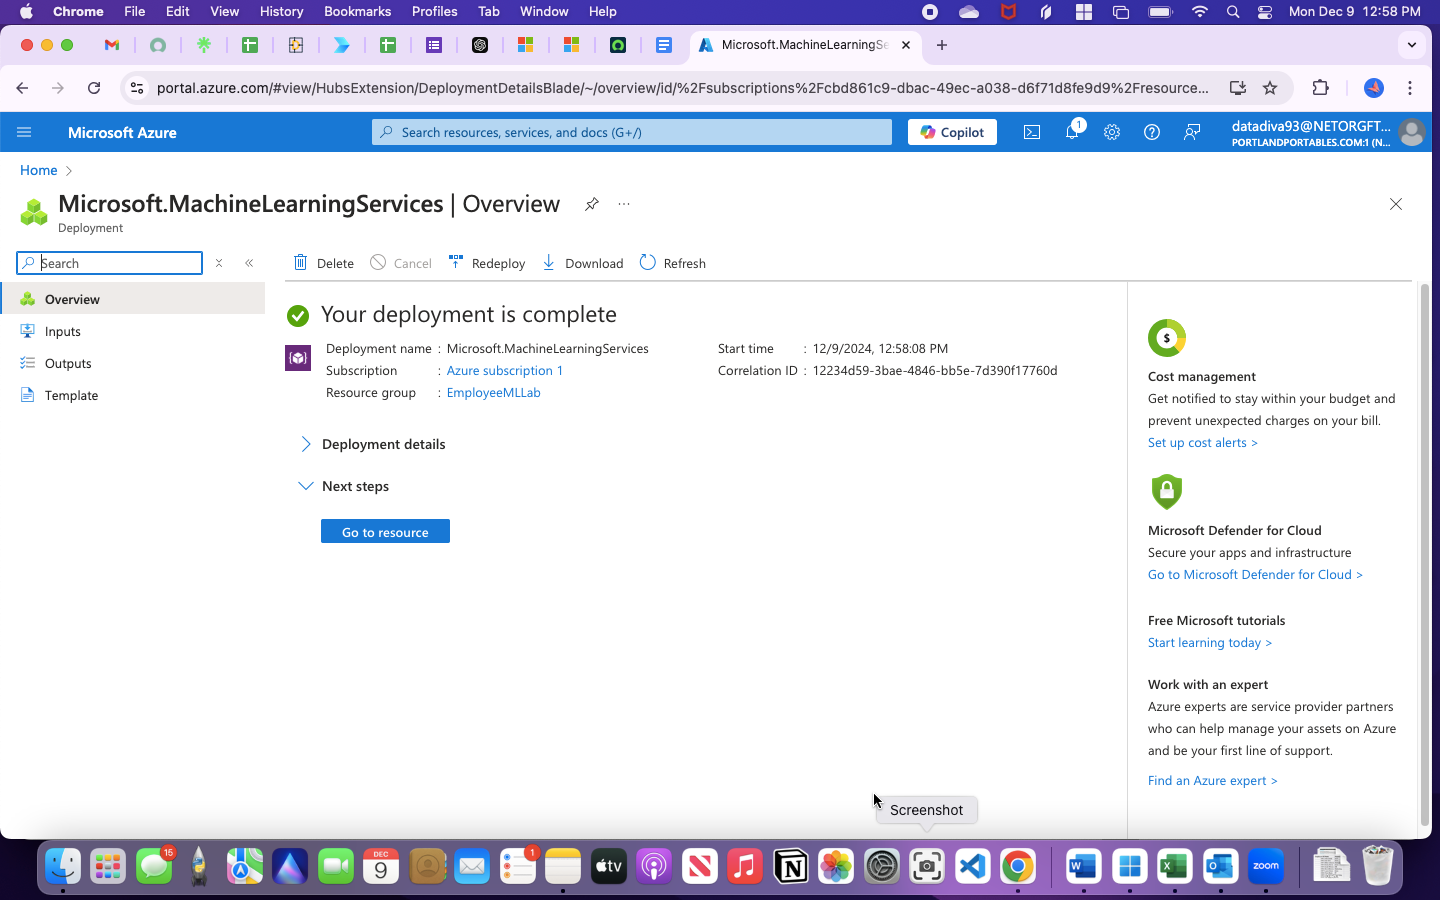 Chrome File Edit View History Bookmarks Profiles Tab Window Help Mon Dec 9 12:58 PM
Microsoft.MachineLearningSe
portal.azure.com/#view/HubsExtension/DeploymentDetailsBlade/~/overview/id/%2Fsubscriptions%2Fcbd861c9-dbac-49ec-a038-d6f71d8fe9d9%2Fresource...
Microsoft Azure
Search resources, services, and docs (G+/)
Copilot
1
datadiva93@NETORGFT...
PORTLANDPORTABLES.COM:1 (N...
Home
Microsoft.MachineLearningServices | Overview
Deployment
Search
Delete Cancel Redeploy Download Refresh
Overview
Inputs
Outputs
Template
Your deployment is complete
Deployment name : Microsoft.MachineLearningServices
Subscription : Azure subscription 1
Resource group : EmployeeMLLab
Start time : 12/9/2024, 12:58:08 PM
Correlation ID : 12234d59-3bae-4846-bb5e-7d390f17760d
Deployment details
Next steps
Go to resource
$
Cost management
Get notified to stay within your budget and
prevent unexpected charges on your bill.
Set up cost alerts >
Microsoft Defender for Cloud
Secure your apps and infrastructure
Go to Microsoft Defender for Cloud >
Free Microsoft tutorials
Start learning today >
Work with an expert
Azure experts are service provider partners
who can help manage your assets on Azure
and be your first line of support.
Find an Azure expert >
Screenshot
15
DEC
9
1
tv
zoom